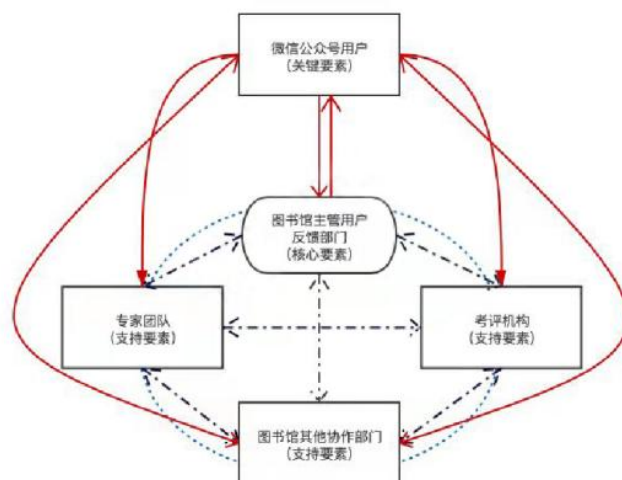 微信公众号用户
（关键要素）
图书馆主管用户
反馈部门
（核心要素）
专家团队
（支持要素）
考评机构
（支持要素）
图书馆其他协作部门
（支持要素）